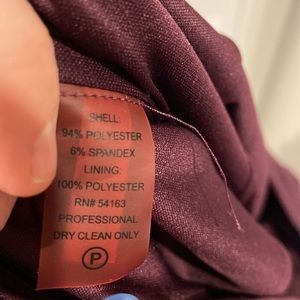 SHELL:
94% POLYESTER
6% SPANDEX
LINING:
100% POLYESTER
RN# 54163
PROFESSIONAL
DRY CLEAN ONLY
P